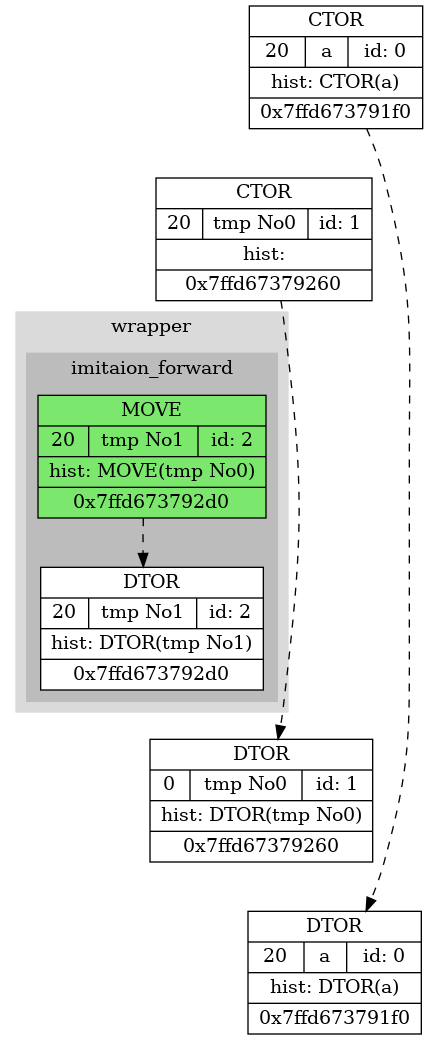 CTOR
20 a id: 0
hist: CTOR(a)
0x7ffd673791f0
CTOR
20 tmp No0 id: 1
hist:
0x7ffd67379260
wrapper
imitaion_forward
MOVE
20 tmp No1 id: 2
hist: MOVE(tmp No0)
0x7ffd673792d0
DTOR
20 tmp No1 id: 2
hist: DTOR(tmp No1)
0x7ffd673792d0
DTOR
0 tmp No0 id: 1
hist: DTOR(tmp No0)
0x7ffd67379260
DTOR
20 a id: 0
hist: DTOR(a)
0x7ffd673791f0